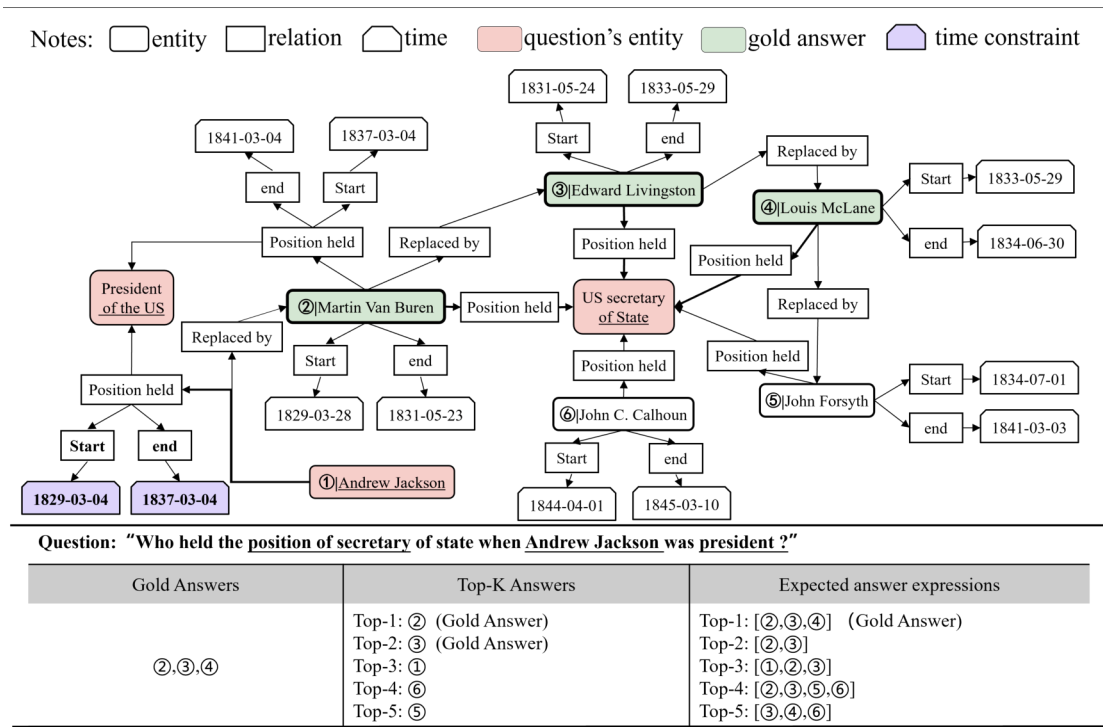 Notes: entity relation time question's entity gold answer time constraint
1831-05-24 1833-05-29
1841-03-04 1837-03-04 Start end Replaced by
end Start ③|Edward Livingston Start 1833-05-29
④|Louis McLane
Position held Replaced by Position held end 1834-06-30
Position held
President
of the US
②|Martin Van Buren Position held US secretary
of State
Replaced by
Replaced by Start end Position held Position held
Position held Start 1834-07-01
1829-03-28 1831-05-23 ⑥|John C. Calhoun ⑤|John Forsyth
Start end end 1841-03-03
Start end
①|Andrew Jackson
1829-03-04 1837-03-04 1844-04-01 1845-03-10
Question: “Who held the position of secretary of state when Andrew Jackson was president ?”
Gold Answers Top-K Answers Expected answer expressions
Top-1: ② (Gold Answer) Top-1: [②,③,④] (Gold Answer)
Top-2: ③ (Gold Answer) Top-2: [②,③]
②,③,④ Top-3: ① Top-3: [①,②,③]
Top-4: ⑥ Top-4: [②,③,⑤,⑥]
Top-5: ⑤ Top-5: [③,④,⑥]